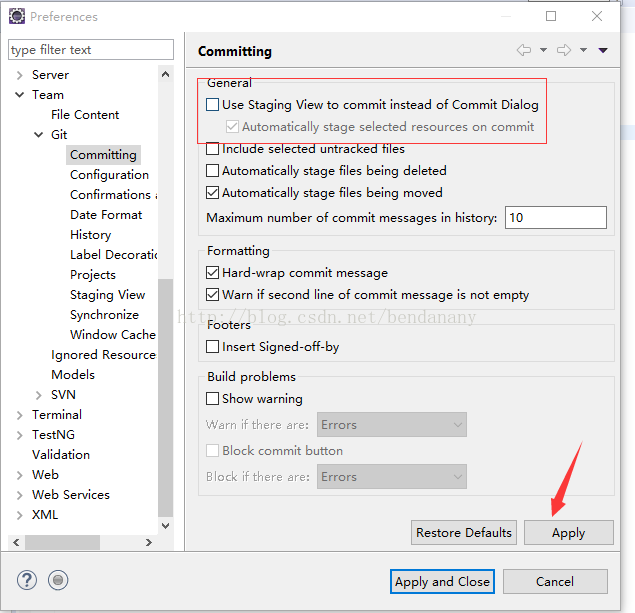 Preferences
type filter text
Server
Team
File Content
Git
Committing
Configuration
Confirmations a
Date Format
History
Label Decoratic
Projects
Staging View
Synchronize
Window Cache
Ignored Resource
Models
SVN
Terminal
TestNG
Validation
Web
Web Services
XML
Committing
General
Use Staging View to commit instead of Commit Dialog
Automatically stage selected resources on commit
Include selected untracked files
Automatically stage files being deleted
Automatically stage files being moved
Maximum number of commit messages in history: 10
Formatting
Hard-wrap commit message
Warn if second line of commit message is not empty
http://blog.csdn.net/bendanany
Footers
Insert Signed-off-by
Build problems
Show warning
Warn if there are: Errors
Block commit button
Block if there are: Errors
Restore Defaults
Apply
?
Apply and Close
Cancel